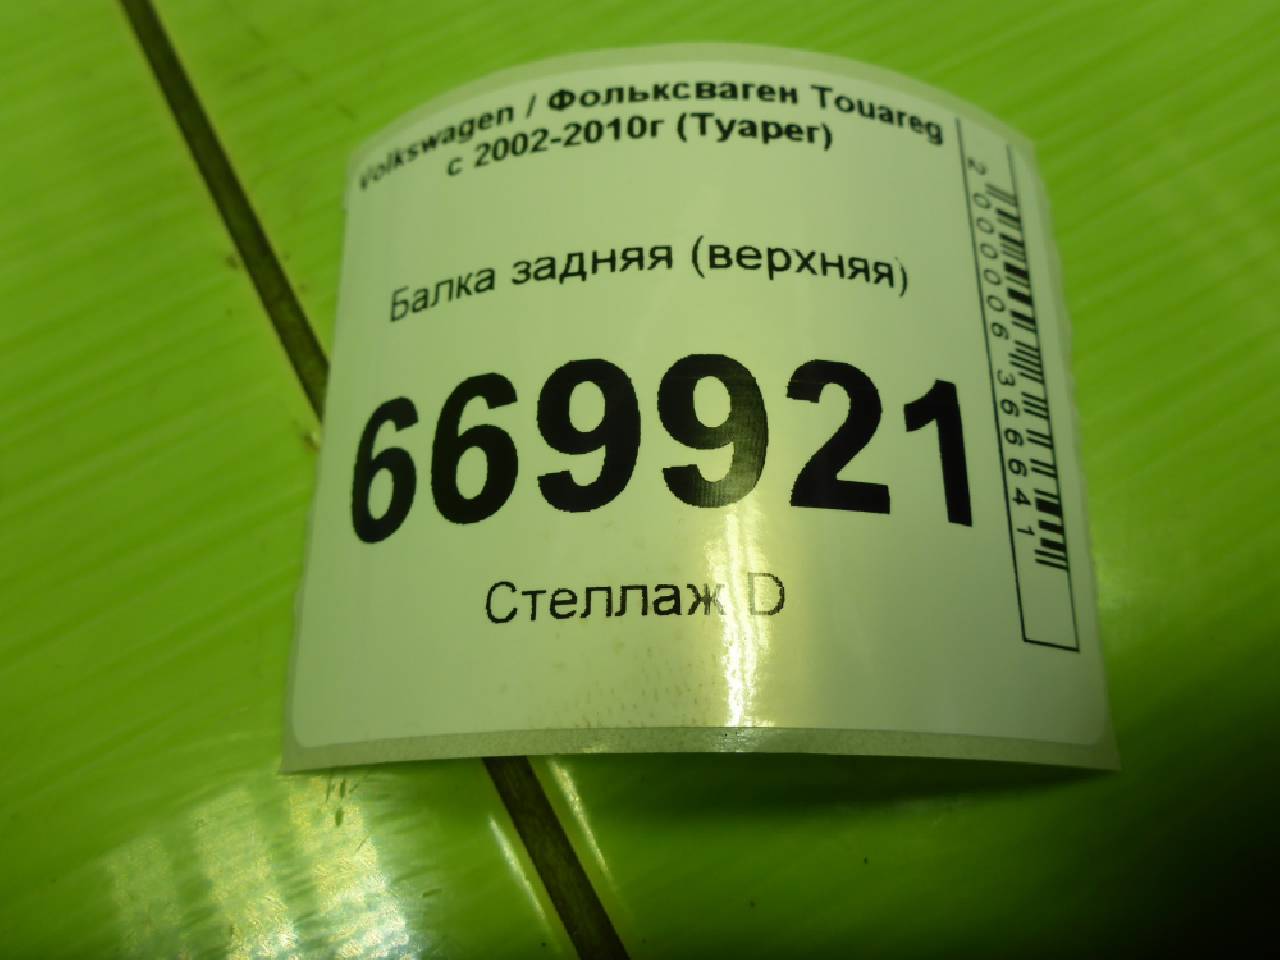 Volkswagen / Фольксваген Touareg
с 2002-2010г (Туарег)
Балка задняя (верхняя)
669921
Стеллаж D
2000006366641